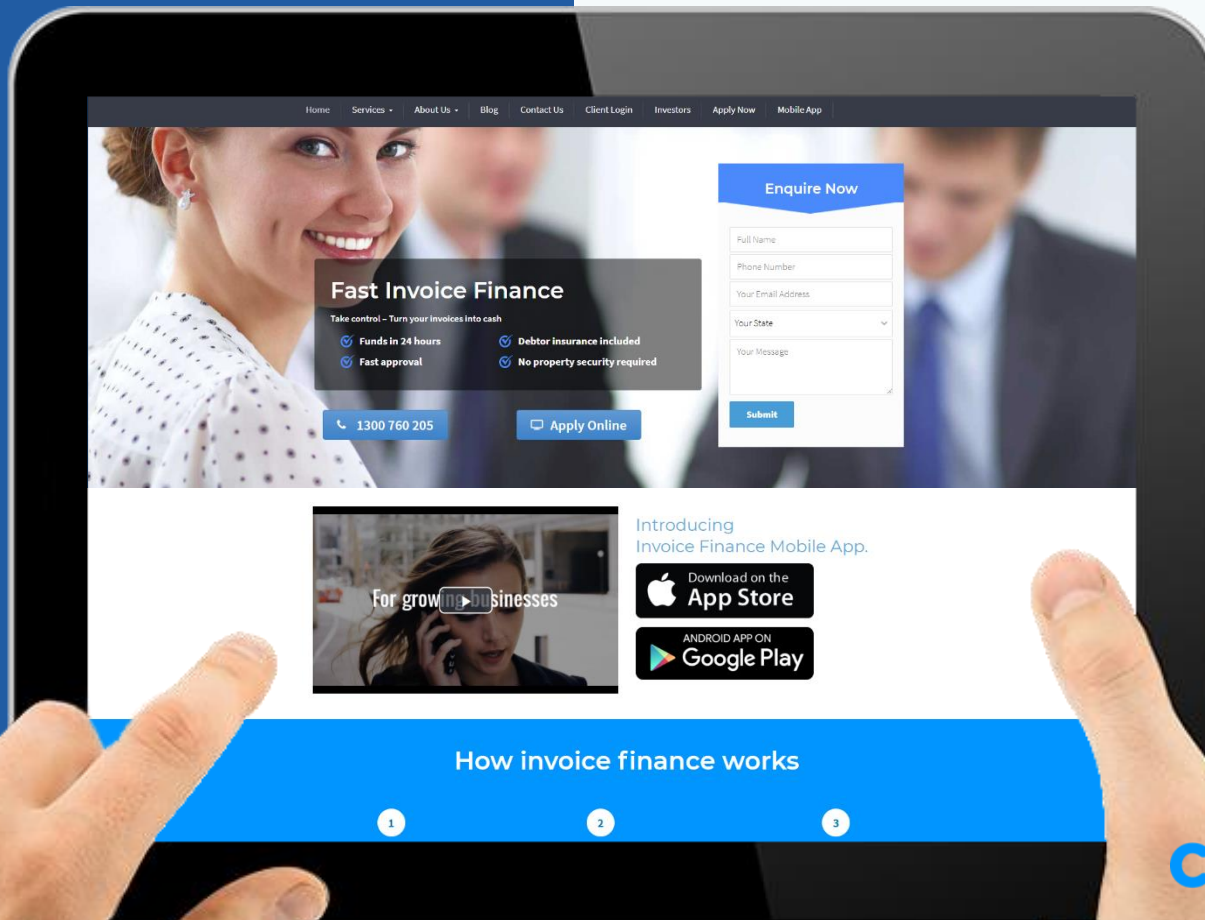 Home Services About Us Blog Contact Us Client Login Investors Apply Now Mobile App
Fast Invoice Finance
Take control – Turn your invoices into cash
Funds in 24 hours Debtor insurance included
Fast approval No property security required
1300 760 205 Apply Online
Enquire Now
Full Name
Phone Number
Your Email Address
Your State
Your Message
Submit
For growing businesses
Introducing
Invoice Finance Mobile App.
Download on the
App Store
ANDROID APP ON
Google Play
How invoice finance works
1 2 3